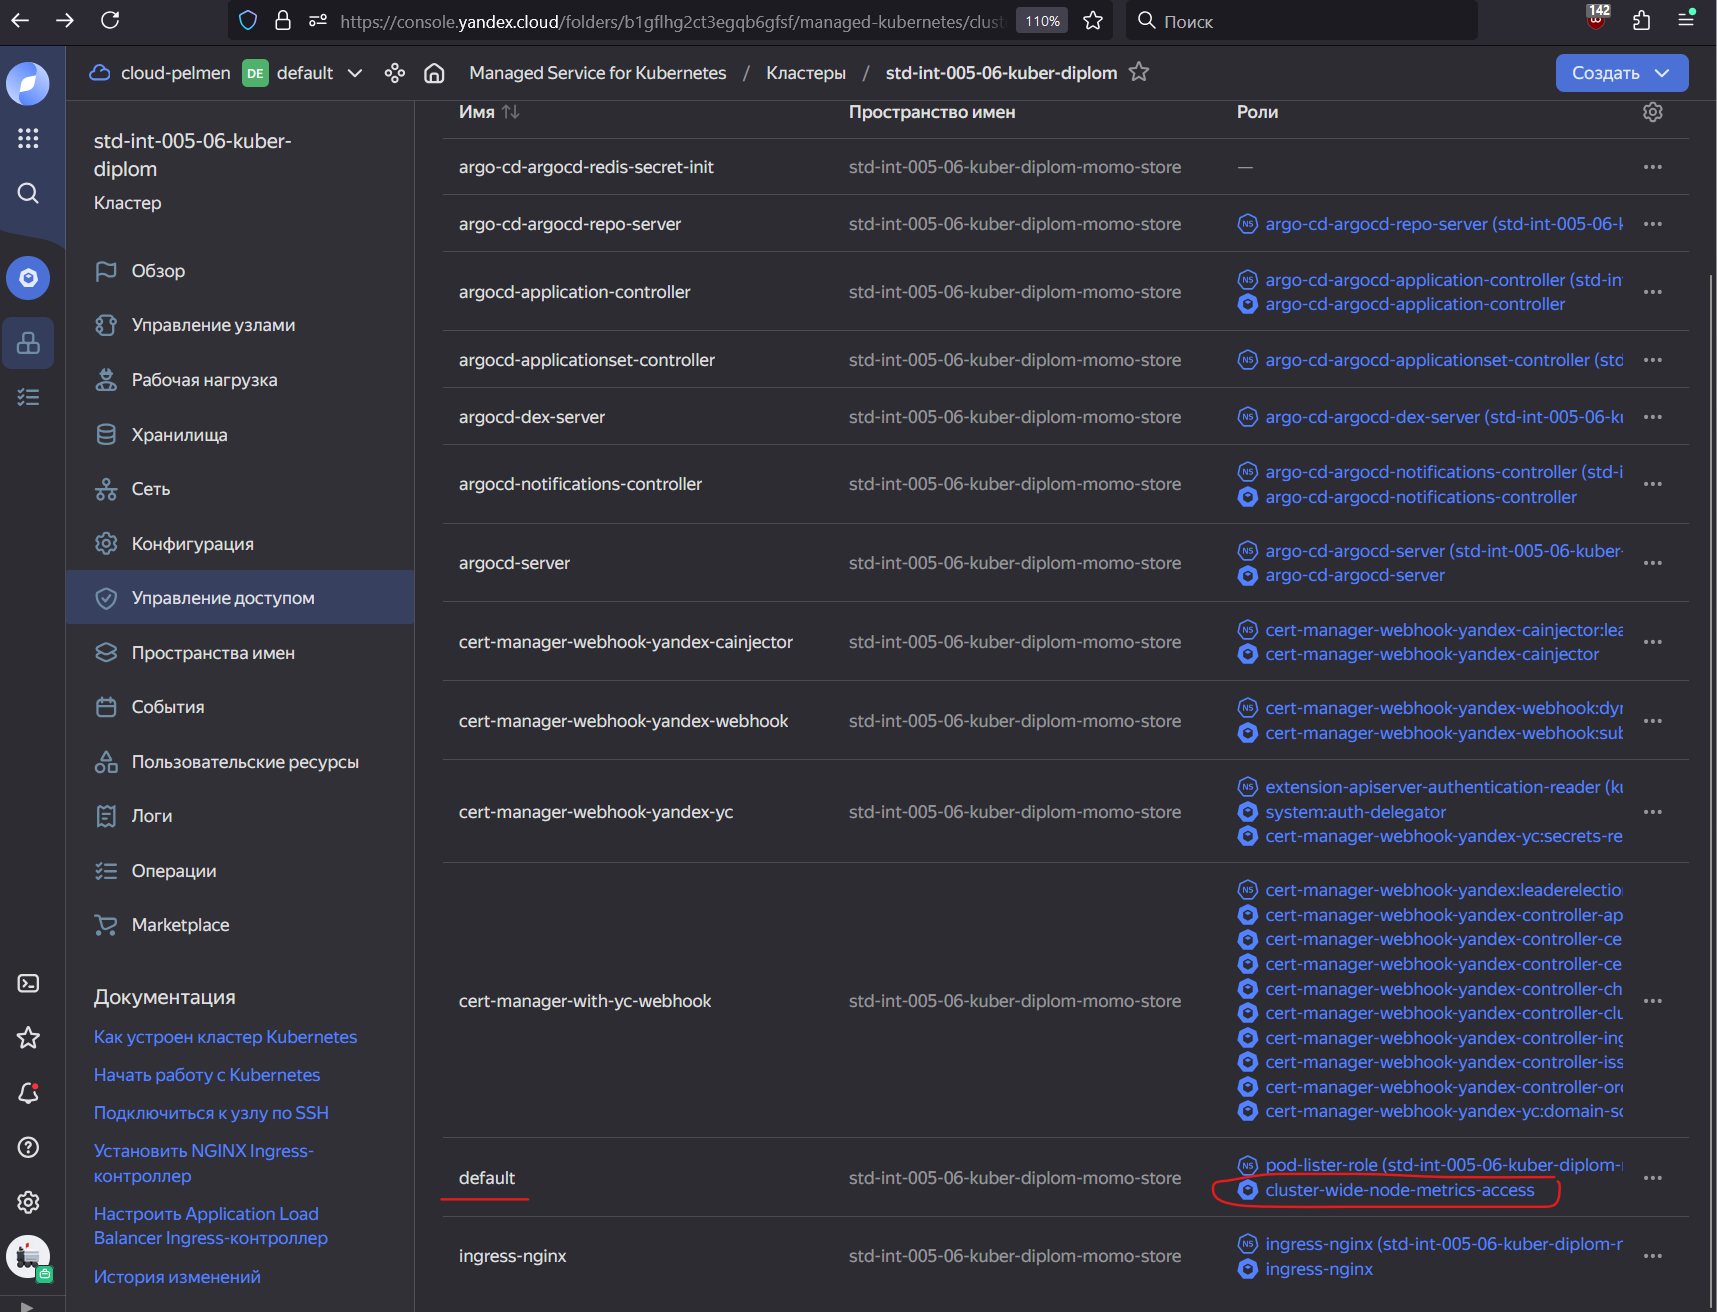 https://console.yandex.cloud/folders/b1gflhg2ct3egqb6gfsf/managed-kubernetes/clust
110%
Поиск
142
cloud-pelmen
DE
default
Managed Service for Kubernetes
/
Кластеры
/
std-int-005-06-kuber-diplom
Создать
std-int-005-06-kuber-
diplom
Кластер
Обзор
Управление узлами
Рабочая нагрузка
Хранилища
Сеть
Конфигурация
Управление доступом
Пространства имен
События
Пользовательские ресурсы
Логи
Операции
Marketplace
Документация
Как устроен кластер Kubernetes
Начать работу с Kubernetes
Подключиться к узлу по SSH
Установить NGINX Ingress-
контроллер
Настроить Application Load
Balancer Ingress-контроллер
История изменений
Имя
Пространство имен
Роли
argo-cd-argocd-redis-secret-init
std-int-005-06-kuber-diplom-momo-store
—
argo-cd-argocd-repo-server
std-int-005-06-kuber-diplom-momo-store
NS argo-cd-argocd-repo-server (std-int-005-06-k
argocd-application-controller
std-int-005-06-kuber-diplom-momo-store
NS argo-cd-argocd-application-controller (std-in
argo-cd-argocd-application-controller
argocd-applicationset-controller
std-int-005-06-kuber-diplom-momo-store
NS argo-cd-argocd-applicationset-controller (std
argocd-dex-server
std-int-005-06-kuber-diplom-momo-store
NS argo-cd-argocd-dex-server (std-int-005-06-ku
argocd-notifications-controller
std-int-005-06-kuber-diplom-momo-store
NS argo-cd-argocd-notifications-controller (std-i
argo-cd-argocd-notifications-controller
argocd-server
std-int-005-06-kuber-diplom-momo-store
NS argo-cd-argocd-server (std-int-005-06-kuber-
argo-cd-argocd-server
cert-manager-webhook-yandex-cainjector
std-int-005-06-kuber-diplom-momo-store
NS cert-manager-webhook-yandex-cainjector:lea
cert-manager-webhook-yandex-cainjector
cert-manager-webhook-yandex-webhook
std-int-005-06-kuber-diplom-momo-store
NS cert-manager-webhook-yandex-webhook:dyn
cert-manager-webhook-yandex-webhook:sub
cert-manager-webhook-yandex-yc
std-int-005-06-kuber-diplom-momo-store
NS extension-apiserver-authentication-reader (ku
system:auth-delegator
cert-manager-webhook-yandex-yc:secrets-re
cert-manager-with-yc-webhook
std-int-005-06-kuber-diplom-momo-store
NS cert-manager-webhook-yandex:leaderelection
cert-manager-webhook-yandex-controller-ap
cert-manager-webhook-yandex-controller-ce
cert-manager-webhook-yandex-controller-ce
cert-manager-webhook-yandex-controller-ch
cert-manager-webhook-yandex-controller-clu
cert-manager-webhook-yandex-controller-ing
cert-manager-webhook-yandex-controller-iss
cert-manager-webhook-yandex-controller-ord
cert-manager-webhook-yandex-yc:domain-so
default
std-int-005-06-kuber-diplom-momo-store
NS pod-lister-role (std-int-005-06-kuber-diplom-
cluster-wide-node-metrics-access
ingress-nginx
std-int-005-06-kuber-diplom-momo-store
NS ingress-nginx (std-int-005-06-kuber-diplom-r
ingress-nginx